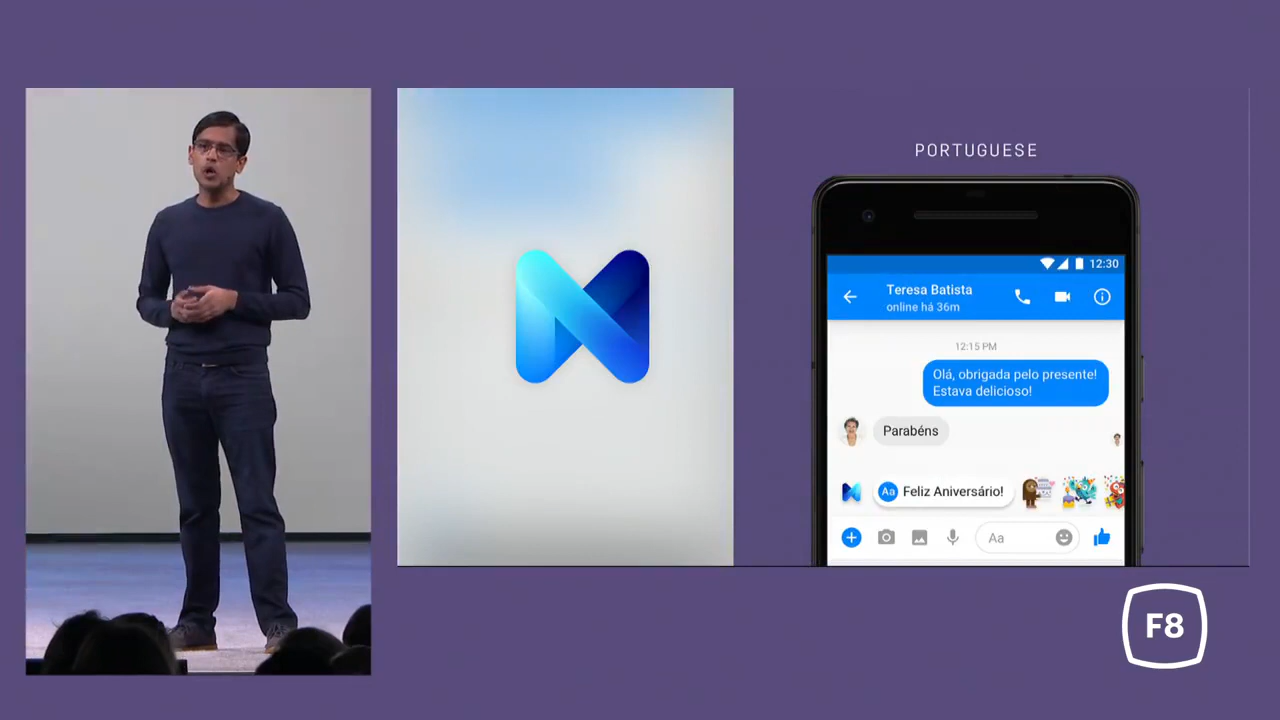 PORTUGUESE
12:30
Teresa Batista
online há 36m
12:15 PM
Olá, obrigada pelo presente!
Estava delicioso!
Parabéns
Aa Feliz Aniversário!
Aa
F8